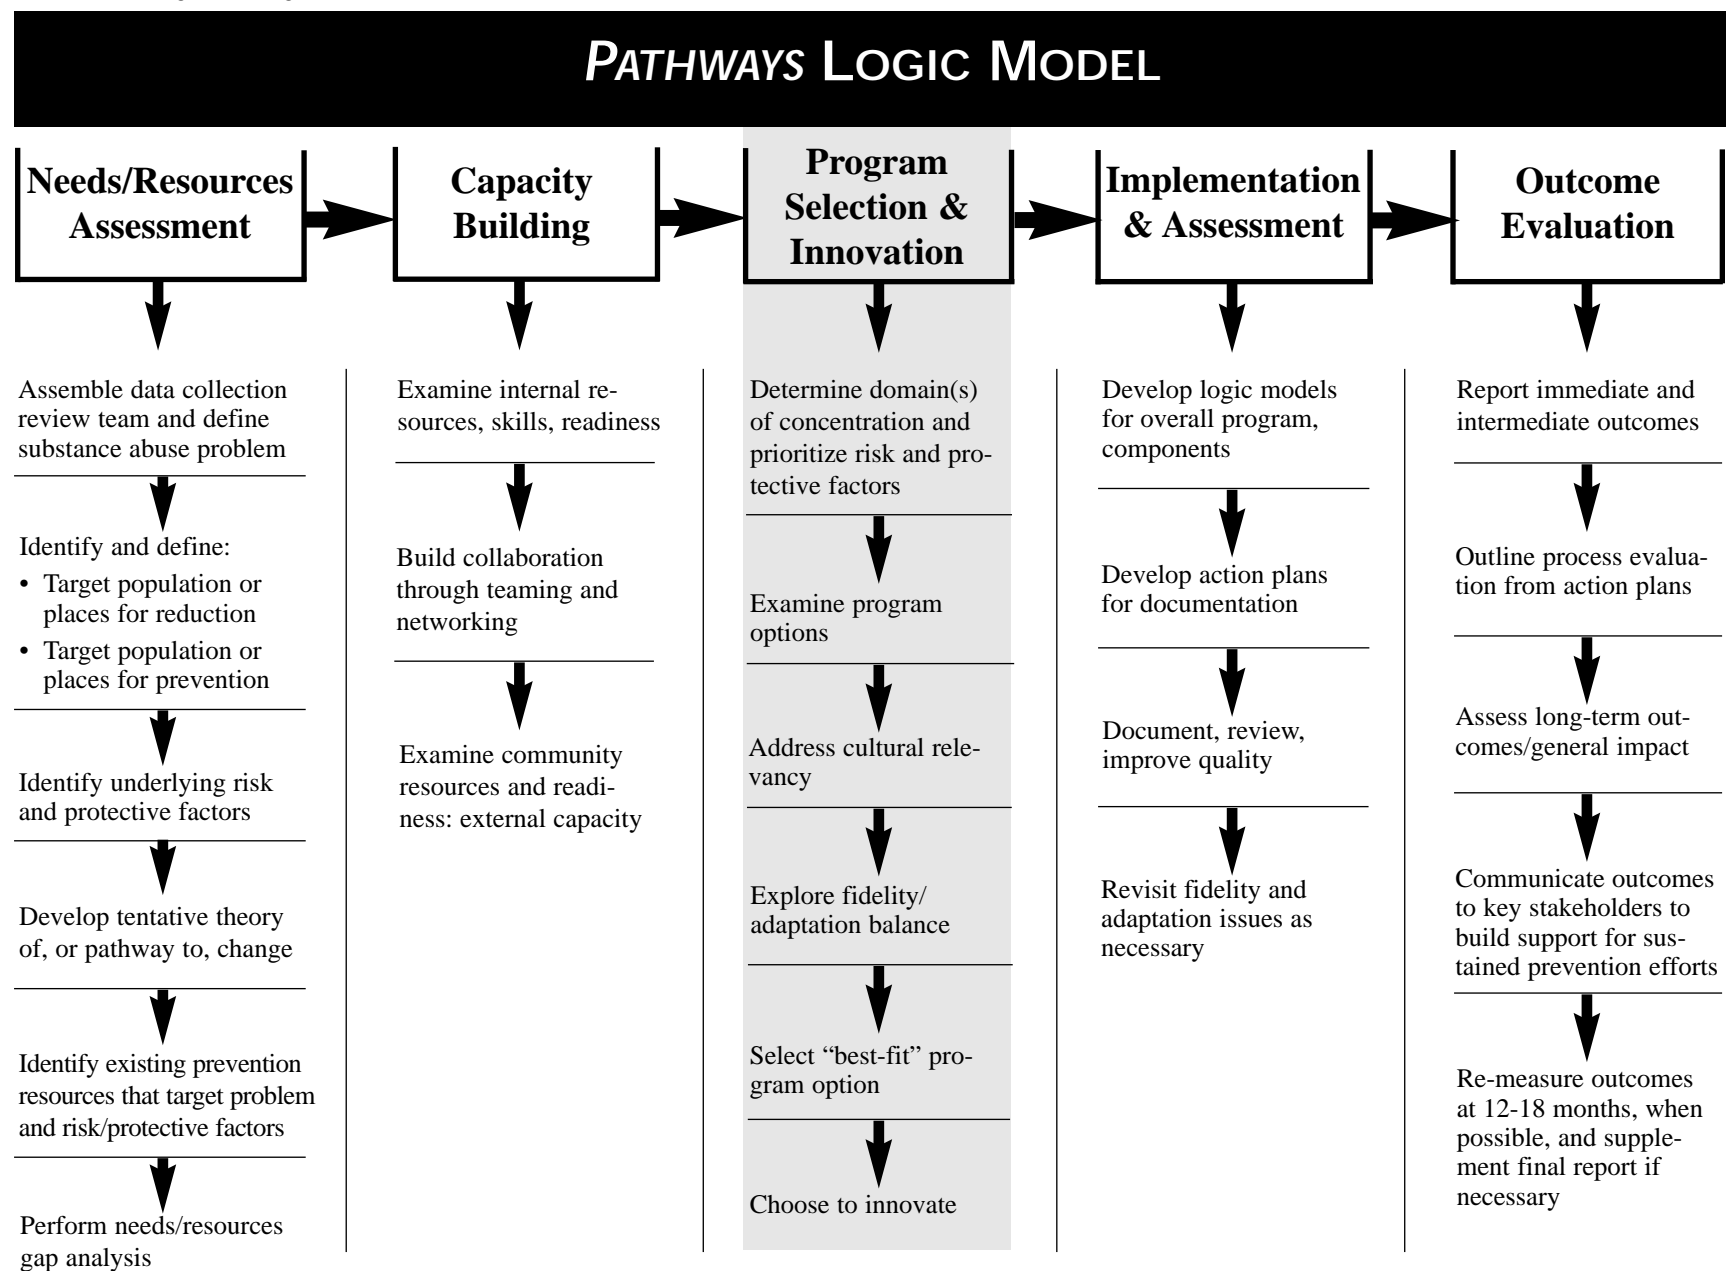 PATHWAYS LOGIC MODEL
Needs/Resources
Assessment
Assemble data collection
review team and define
substance abuse problem
Identify and define:
• Target population or
places for reduction
• Target population or
places for prevention
Identify underlying risk
and protective factors
Develop tentative theory
of, or pathway to, change
Identify existing prevention
resources that target problem
and risk/protective factors
Perform needs/resources
gap analysis
Capacity
Building
Examine internal re-
sources, skills, readiness
Build collaboration
through teaming and
networking
Examine community
resources and readi-
ness: external capacity
Program
Selection &
Innovation
Determine domain(s)
of concentration and
prioritize risk and pro-
tective factors
Examine program
options
Address cultural rele-
vancy
Explore fidelity/
adaptation balance
Select “best-fit” pro-
gram option
Choose to innovate
Implementation
& Assessment
Develop logic models
for overall program,
components
Develop action plans
for documentation
Document, review,
improve quality
Revisit fidelity and
adaptation issues as
necessary
Outcome
Evaluation
Report immediate and
intermediate outcomes
Outline process evalua-
tion from action plans
Assess long-term out-
comes/general impact
Communicate outcomes
to key stakeholders to
build support for sus-
tained prevention efforts
Re-measure outcomes
at 12-18 months, when
possible, and supple-
ment final report if
necessary